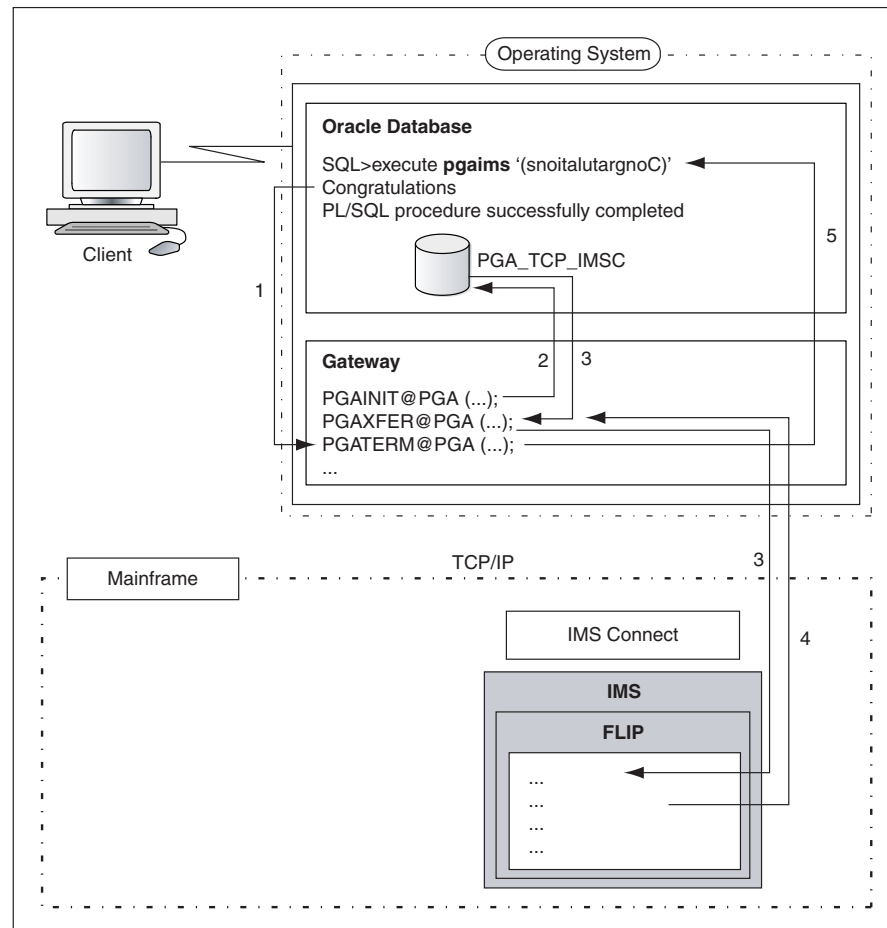 Operating System
Oracle Database
SQL>execute pgaims ‘(snoitalutargnoC)’
Congratulations
PL/SQL procedure successfully completed
Client
5
PGA_TCP_IMSC
1
2
3
Gateway
PGAINIT@PGA (...);
PGAXFER@PGA (...);
PGATERM@PGA (...);
...
TCP/IP
3
Mainframe
IMS Connect
4
IMS
FLIP
...
...
...
...